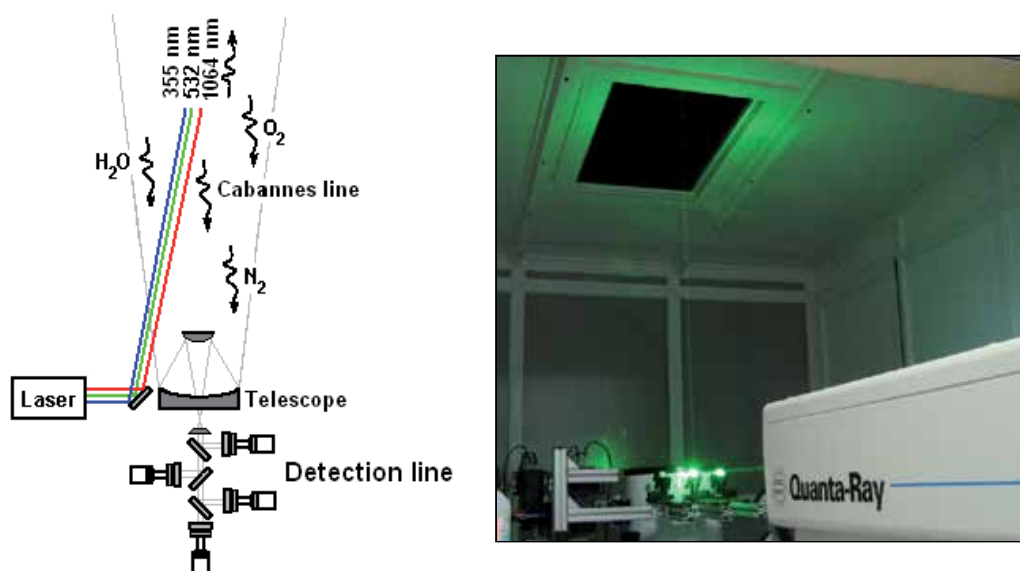 355 nm
532 nm
1064 nm
O2
H2O
Cabannes line
N2
Laser
Telescope
Detection line
Quanta-Ray